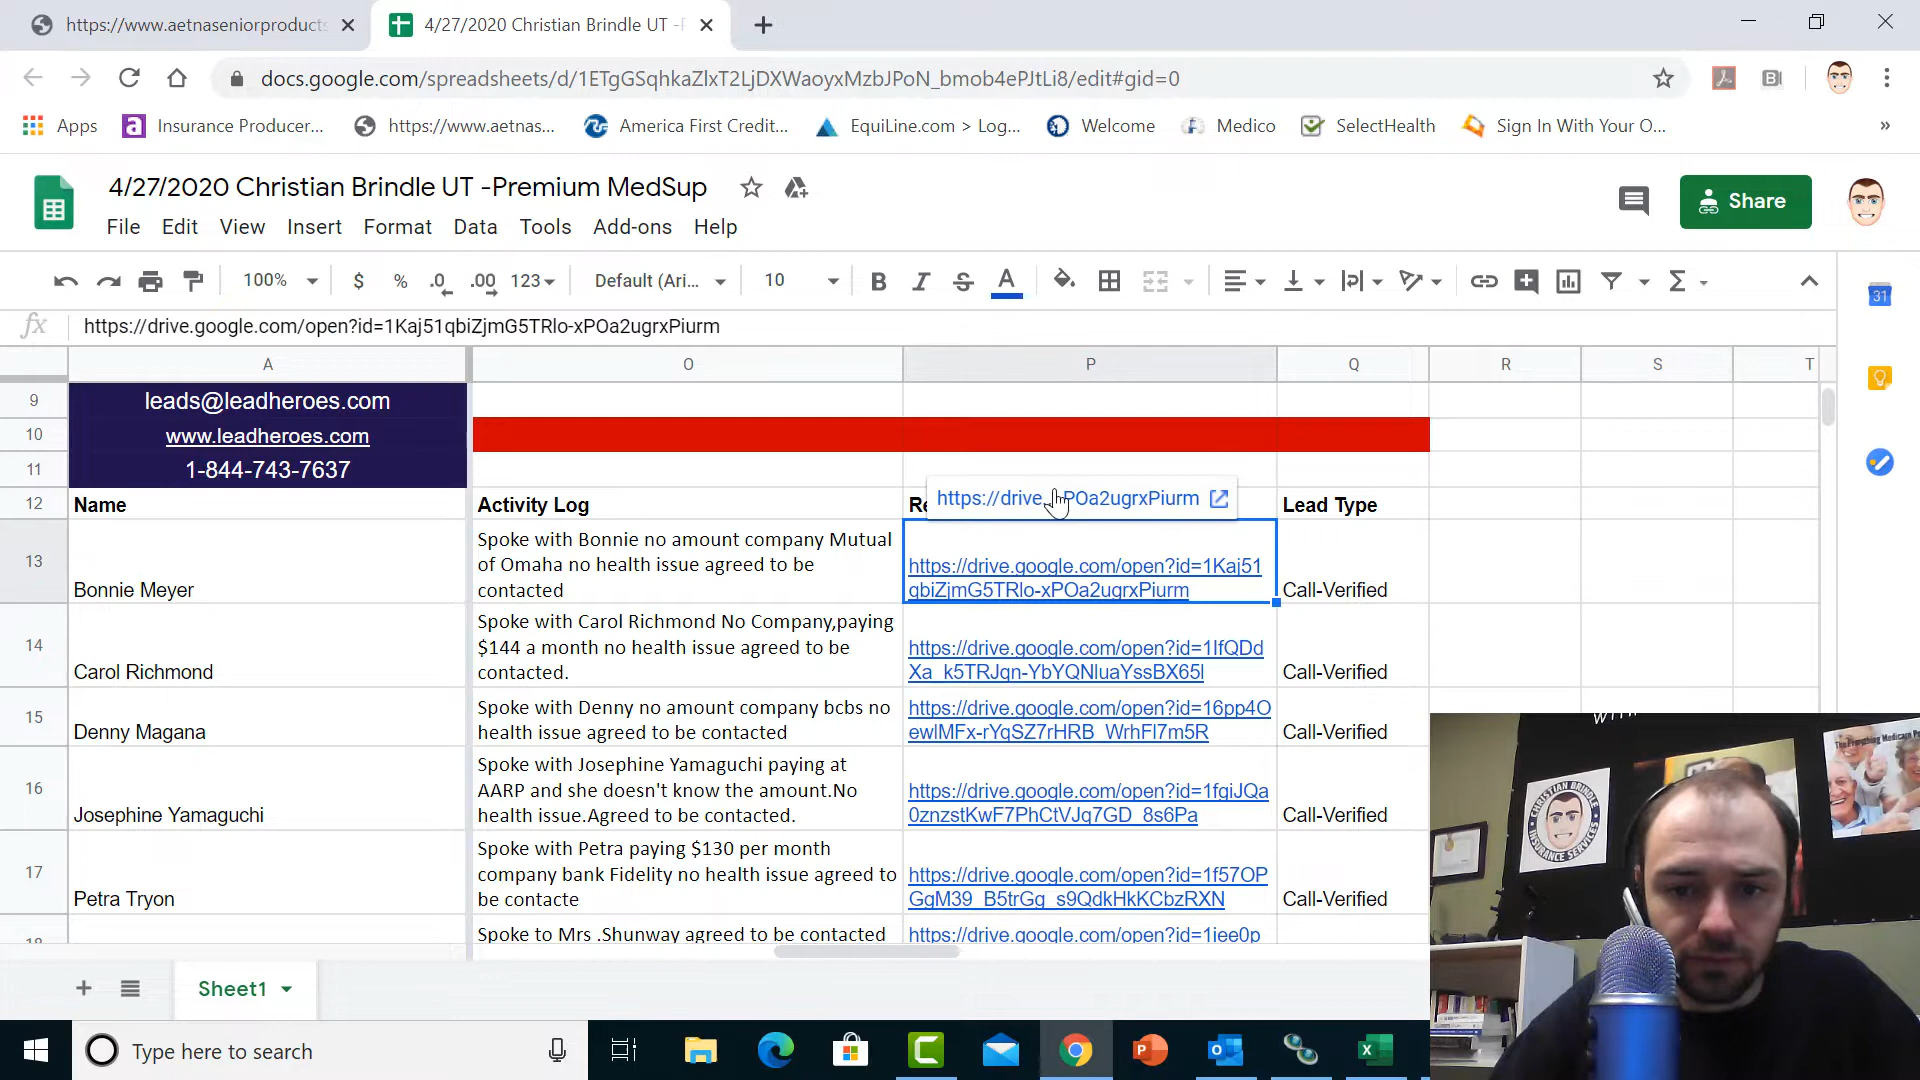 https://www.aetnaseniorproducts
4/27/2020 Christian Brindle UT -P
docs.google.com/spreadsheets/d/1ETgGSqhkaZlxT2LjDXWaoyxMzbJPoN_bmob4ePJtLi8/edit#gid=0
Apps
Insurance Producer...
https://www.aetnas...
America First Credit...
EquiLine.com > Log...
Welcome
Medico
SelectHealth
Sign In With Your O...
»
4/27/2020 Christian Brindle UT -Premium MedSup
Share
File Edit View Insert Format Data Tools Add-ons Help
100% $ % .0 .00 123 Default (Ari... 10 B I S A
31
fx https://drive.google.com/open?id=1Kaj51qbiZjmG5TRlo-xPOa2ugrxPiurm
A O P Q R S T
9 leads@leadheroes.com
10 www.leadheroes.com
11 1-844-743-7637
https://drive. POa2ugrxPiurm
12 Name Activity Log Re Lead Type
Spoke with Bonnie no amount company Mutual
of Omaha no health issue agreed to be
contacted
13 Bonnie Meyer
https://drive.google.com/open?id=1Kaj51
qbiZjmG5TRlo-xPOa2ugrxPiurm
Call-Verified
Spoke with Carol Richmond No Company,paying
$144 a month no health issue agreed to be
contacted.
14 Carol Richmond
https://drive.google.com/open?id=1IfQDd
Xa_k5TRJqn-YbYQNluaYssBX65l
Call-Verified
Spoke with Denny no amount company bcbs no
health issue agreed to be contacted
15 Denny Magana
https://drive.google.com/open?id=16pp4O
ewlMFx-rYqSZ7rHRB_WrhFl7m5R
Call-Verified
Spoke with Josephine Yamaguchi paying at
AARP and she doesn't know the amount.No
health issue.Agreed to be contacted.
16 Josephine Yamaguchi
https://drive.google.com/open?id=1fgiJQa
0znzstKwF7PhCtVJq7GD_8s6Pa
Call-Verified
Spoke with Petra paying $130 per month
company bank Fidelity no health issue agreed to
be contacte
17 Petra Tryon
https://drive.google.com/open?id=1f57OP
GgM39_B5trGg_s9QdkHkKCbzRXN
Call-Verified
18
Spoke to Mrs .Shunway agreed to be contacted
https://drive.google.com/open?id=1iee0p
CHRISTIAN BRINDLE
INSURANCE SERVICES
The Everything Medicare
Sheet1
Type here to search